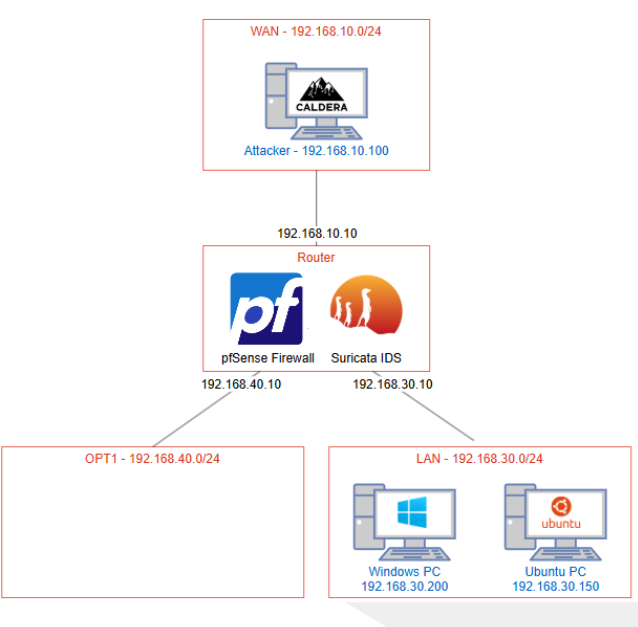 WAN - 192.168.10.0/24
CALDERA
Attacker - 192.168.10.100
192.168.10.10
Router
pf
pfSense Firewall
Suricata IDS
192.168.40.10
192.168.30.10
OPT1 - 192.168.40.0/24
LAN - 192.168.30.0/24
ubuntu
Windows PC
192.168.30.200
Ubuntu PC
192.168.30.150